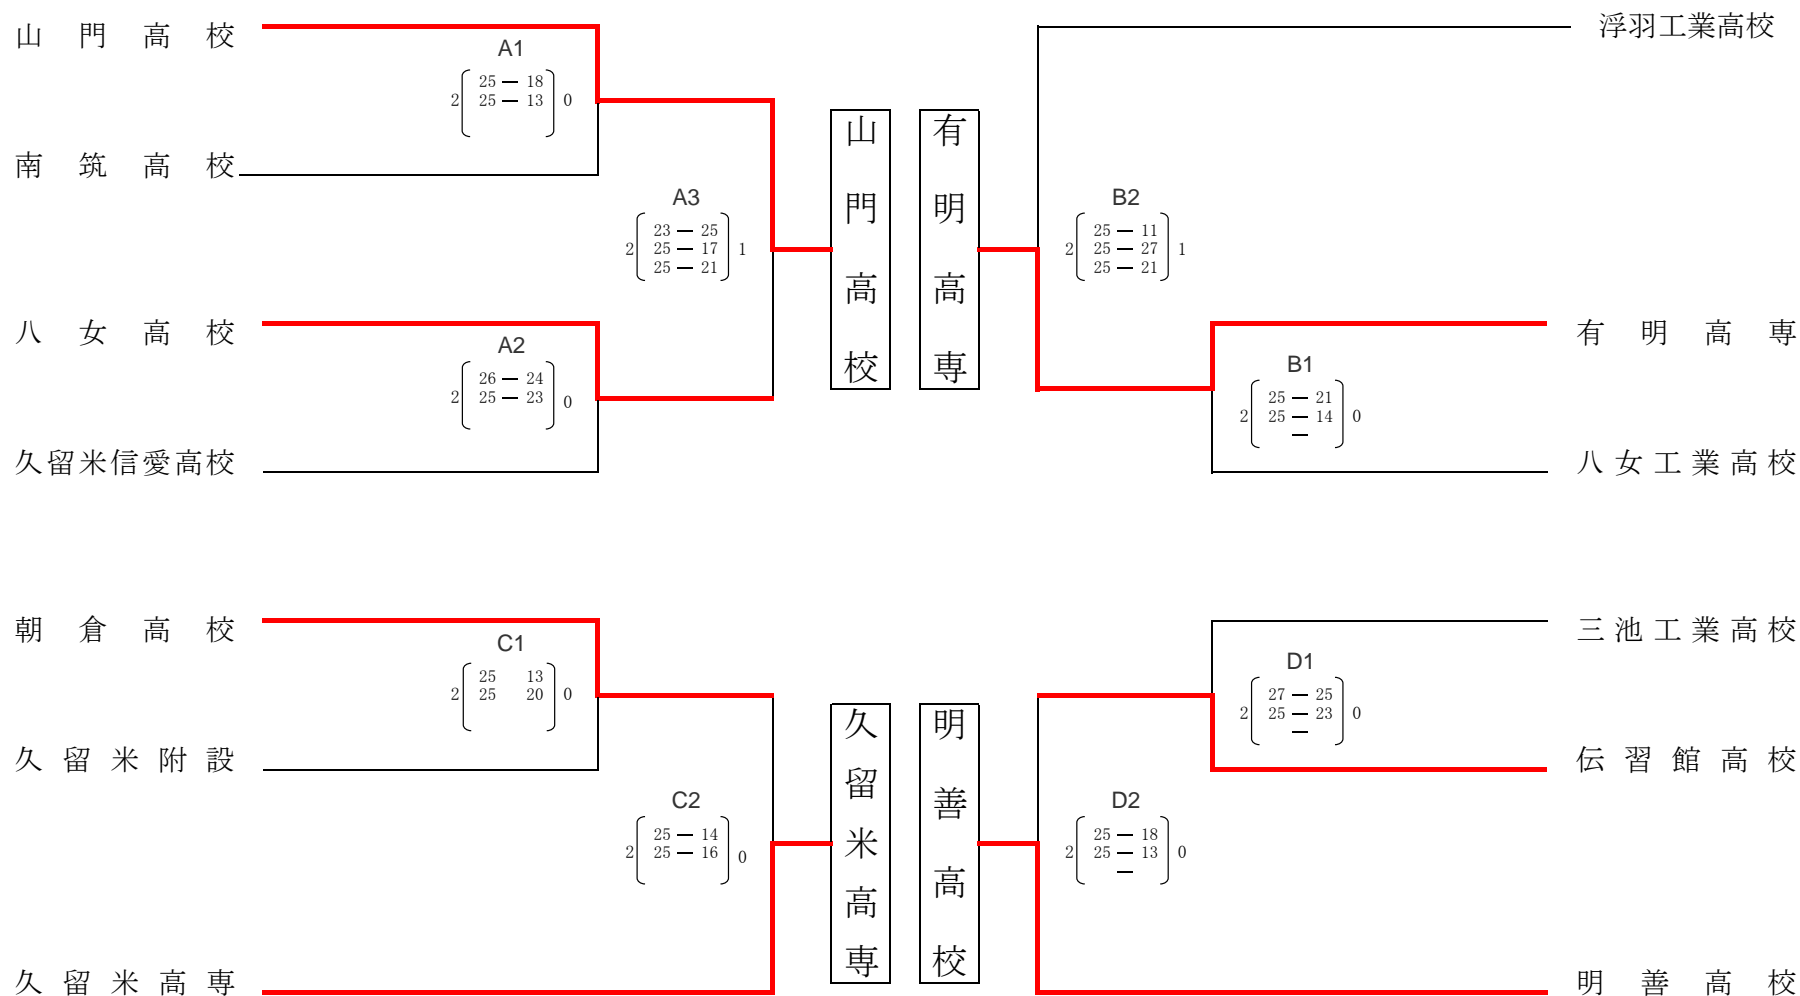 山門高校
A1
2 25 ― 18 0
25 ― 13
南筑高校
A3
23 ― 25
2 25 ― 17 1
25 ― 21
八女高校
A2
26 ― 24
2 25 ― 23 0
久留米信愛高校
山門高校
有明高専
浮羽工業高校
B2
25 ― 11
2 25 ― 27 1
25 ― 21
有明高専
B1
25 ― 21
2 25 ― 14 0
―
八女工業高校
朝倉高校
C1
25 13
2 25 20 0
久留米附設
C2
25 ― 14
2 25 ― 16 0
久留米高専
久留米高専
明善高校
三池工業高校
D1
27 ― 25
2 25 ― 23 0
―
伝習館高校
D2
25 ― 18
2 25 ― 13 0
―
明善高校